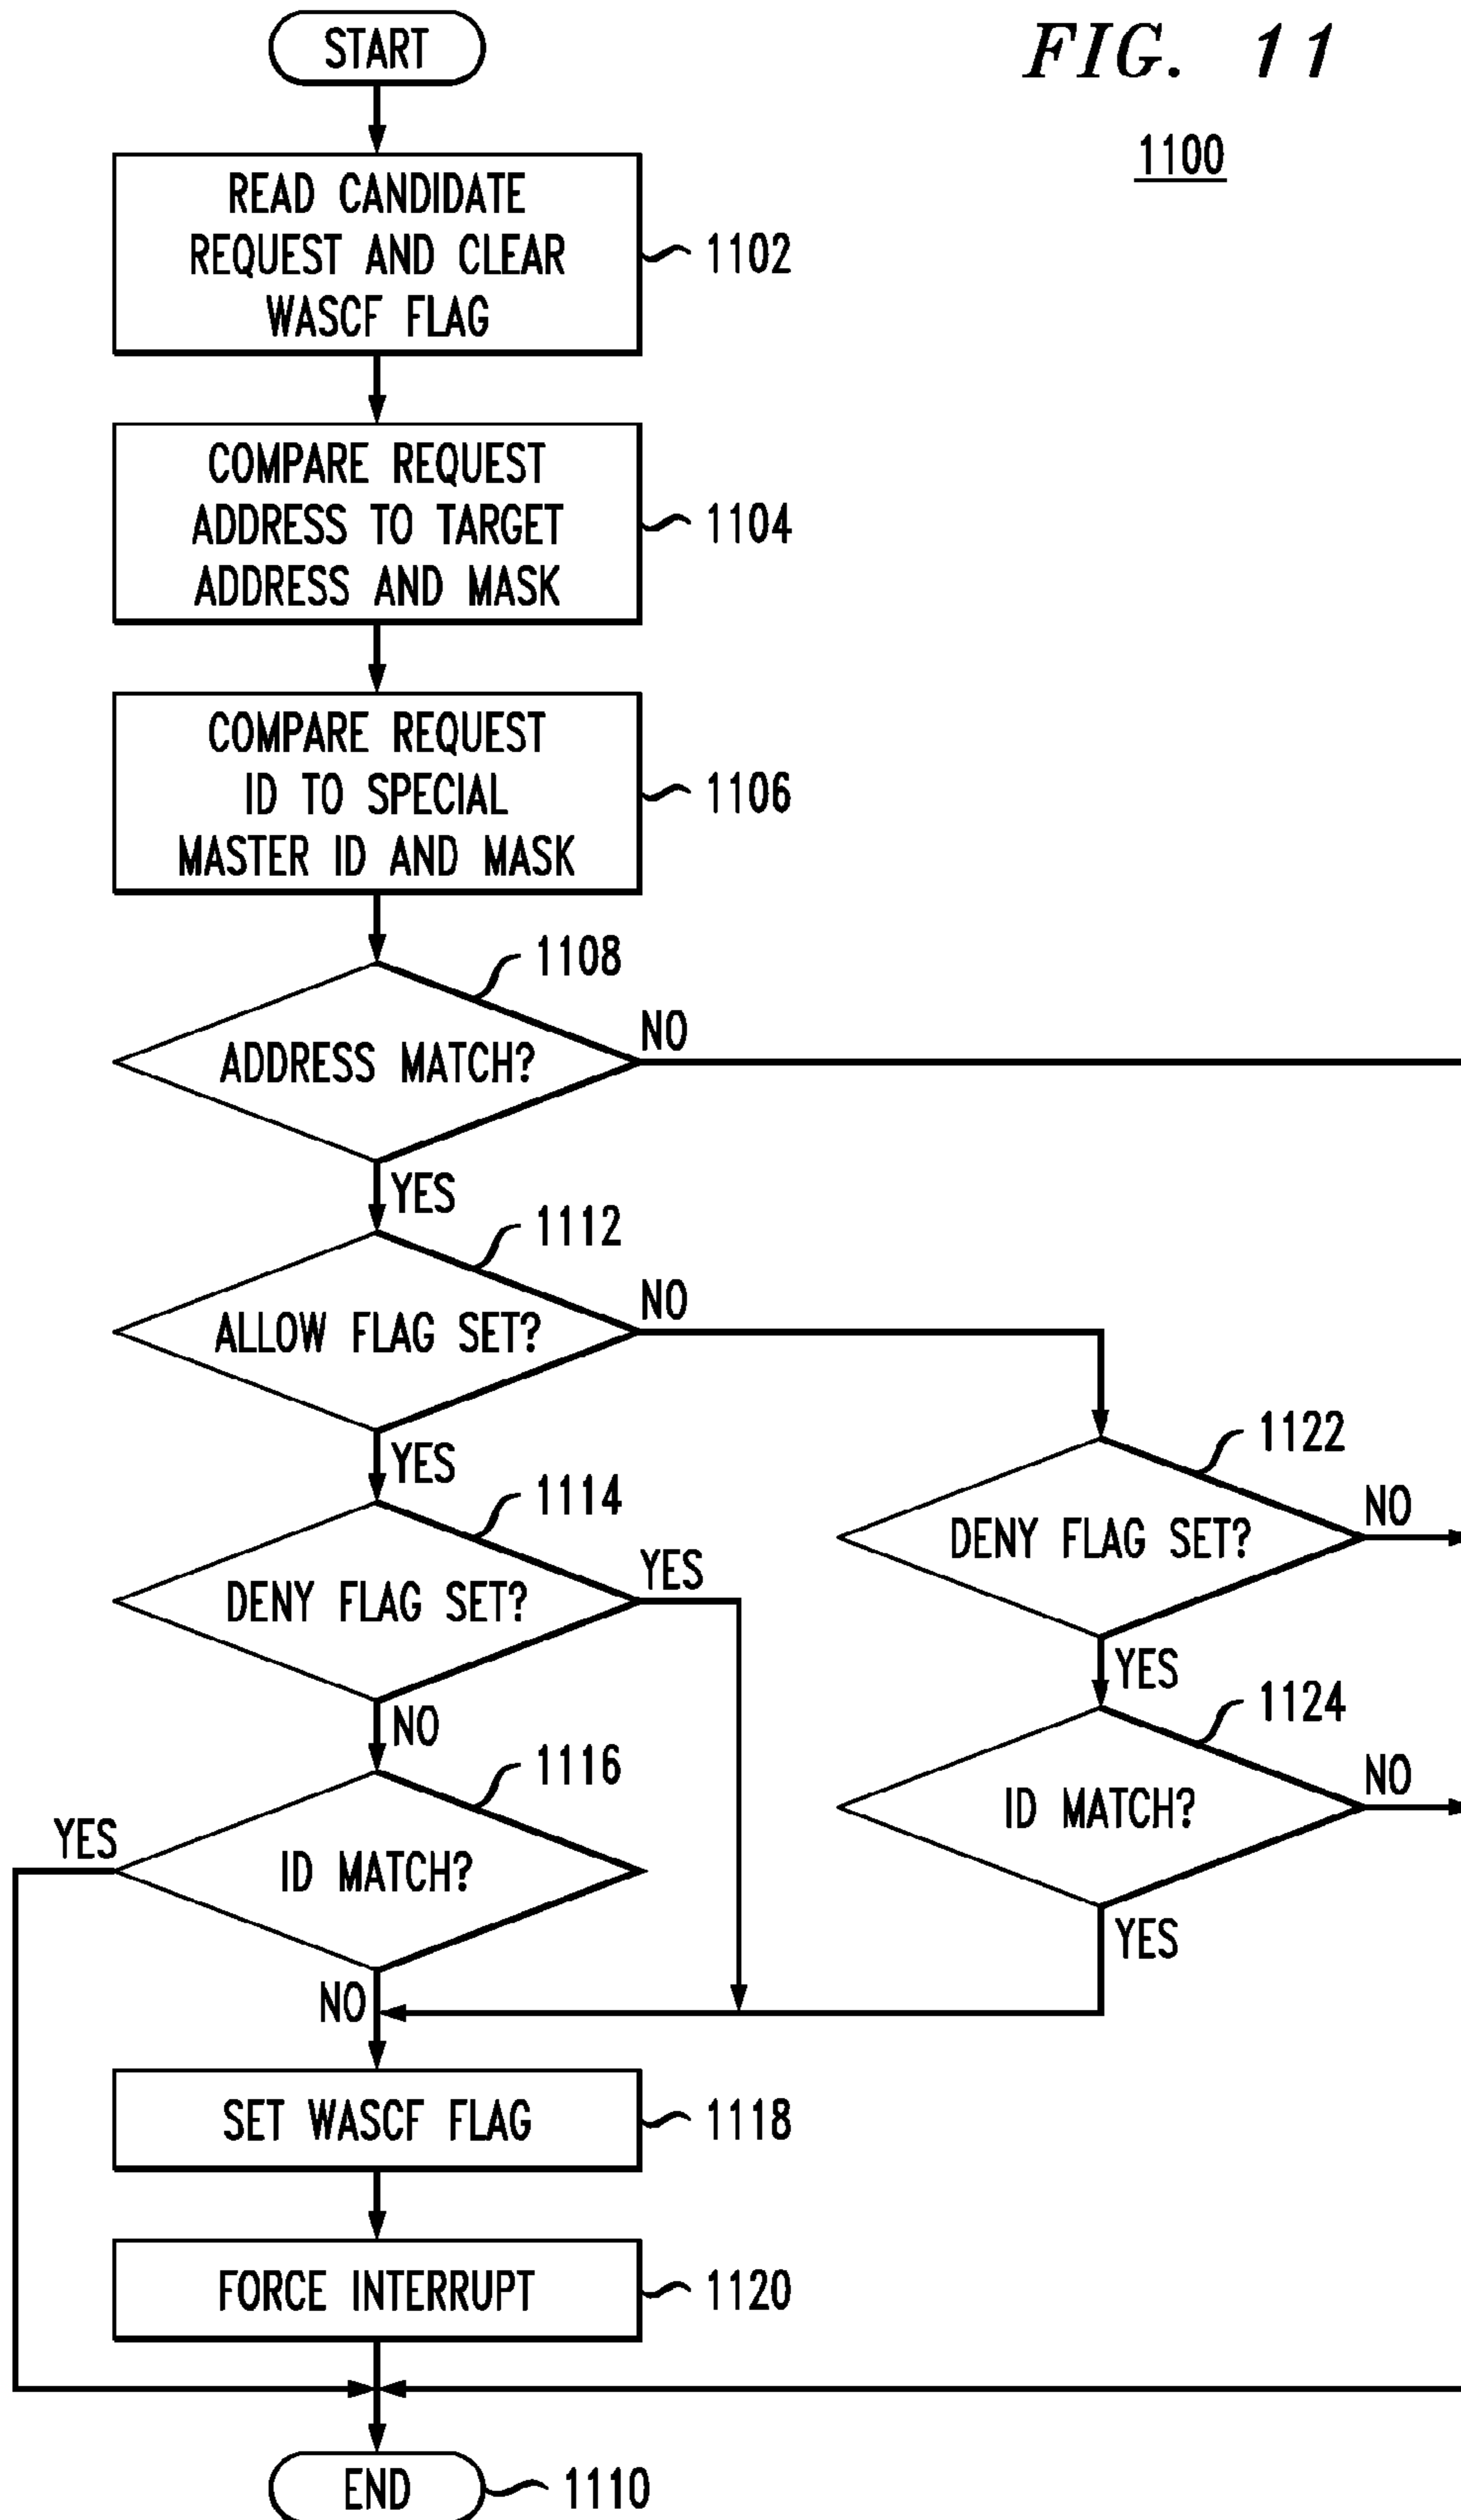 START
FIG. 11
1100
READ CANDIDATE
REQUEST AND CLEAR
WASCF FLAG
1102
COMPARE REQUEST
ADDRESS TO TARGET
ADDRESS AND MASK
1104
COMPARE REQUEST
ID TO SPECIAL
MASTER ID AND MASK
1106
1108
ADDRESS MATCH?
NO
YES
1112
ALLOW FLAG SET?
NO
YES
1122
DENY FLAG SET?
NO
YES
1114
DENY FLAG SET?
YES
NO
1124
ID MATCH?
NO
YES
1116
ID MATCH?
YES
NO
SET WASCF FLAG
1118
FORCE INTERRUPT
1120
END
1110